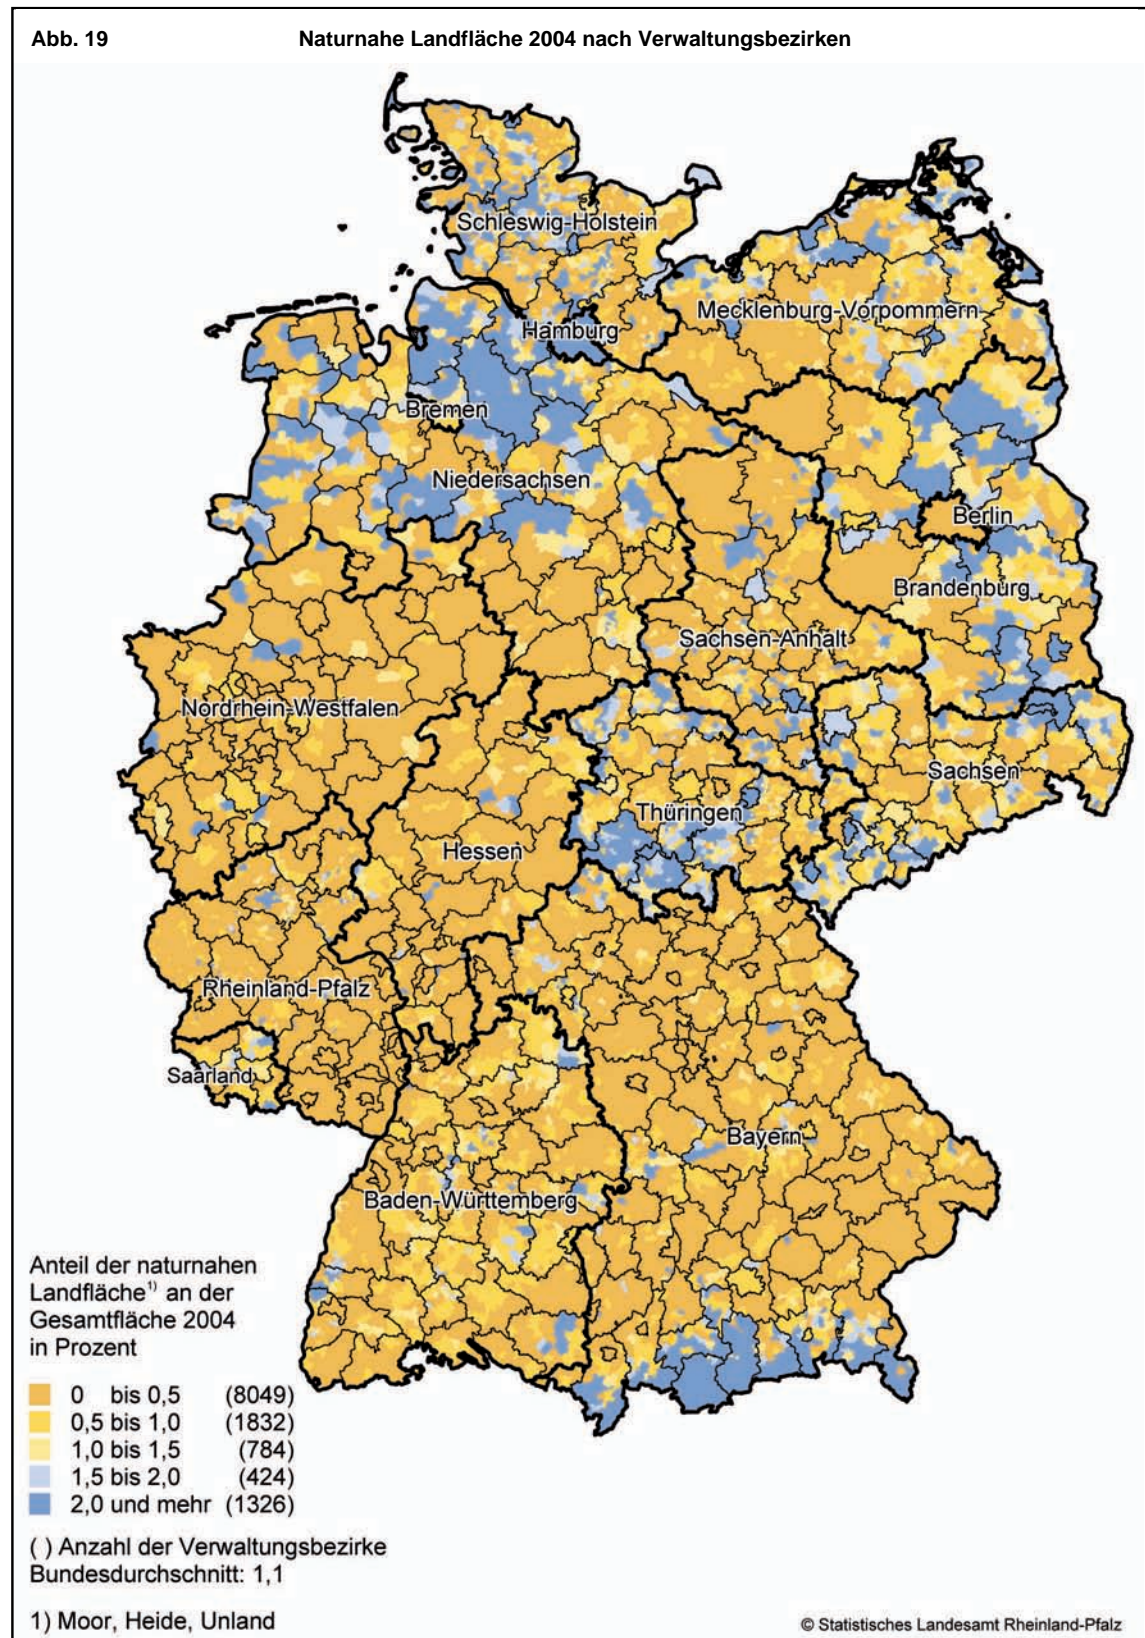 Abb. 19 Naturnahe Landfläche 2004 nach Verwaltungsbezirken
Schleswig-Holstein
Mecklenburg-Vorpommern
Hamburg
Bremen
Niedersachsen
Berlin
Brandenburg
Sachsen-Anhalt
Nordrhein-Westfalen
Sachsen
Thüringen
Hessen
Rheinland-Pfalz
Saarland
Bayern
Baden-Württemberg
Anteil der naturnahen
Landfläche1) an der
Gesamtfläche 2004
in Prozent
0 bis 0,5 (8049)
0,5 bis 1,0 (1832)
1,0 bis 1,5 (784)
1,5 bis 2,0 (424)
2,0 und mehr (1326)
( ) Anzahl der Verwaltungsbezirke
Bundesdurchschnitt: 1,1
1) Moor, Heide, Unland
© Statistisches Landesamt Rheinland-Pfalz